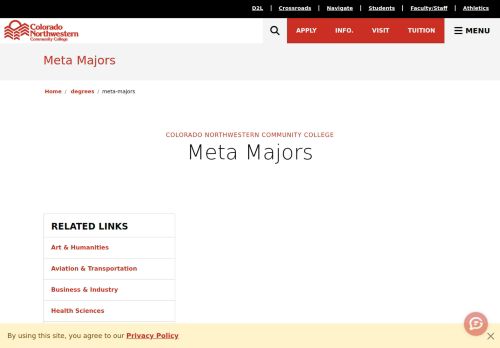 D2L | Crossroads | Navigate | Students | Faculty/Staff | Athletics
Colorado
Northwestern
Community College
APPLY INFO. VISIT TUITION MENU
Meta Majors
Home / degrees / meta-majors
COLORADO NORTHWESTERN COMMUNITY COLLEGE
Meta Majors
RELATED LINKS
Art & Humanities
Aviation & Transportation
Business & Industry
Health Sciences
By using this site, you agree to our Privacy Policy